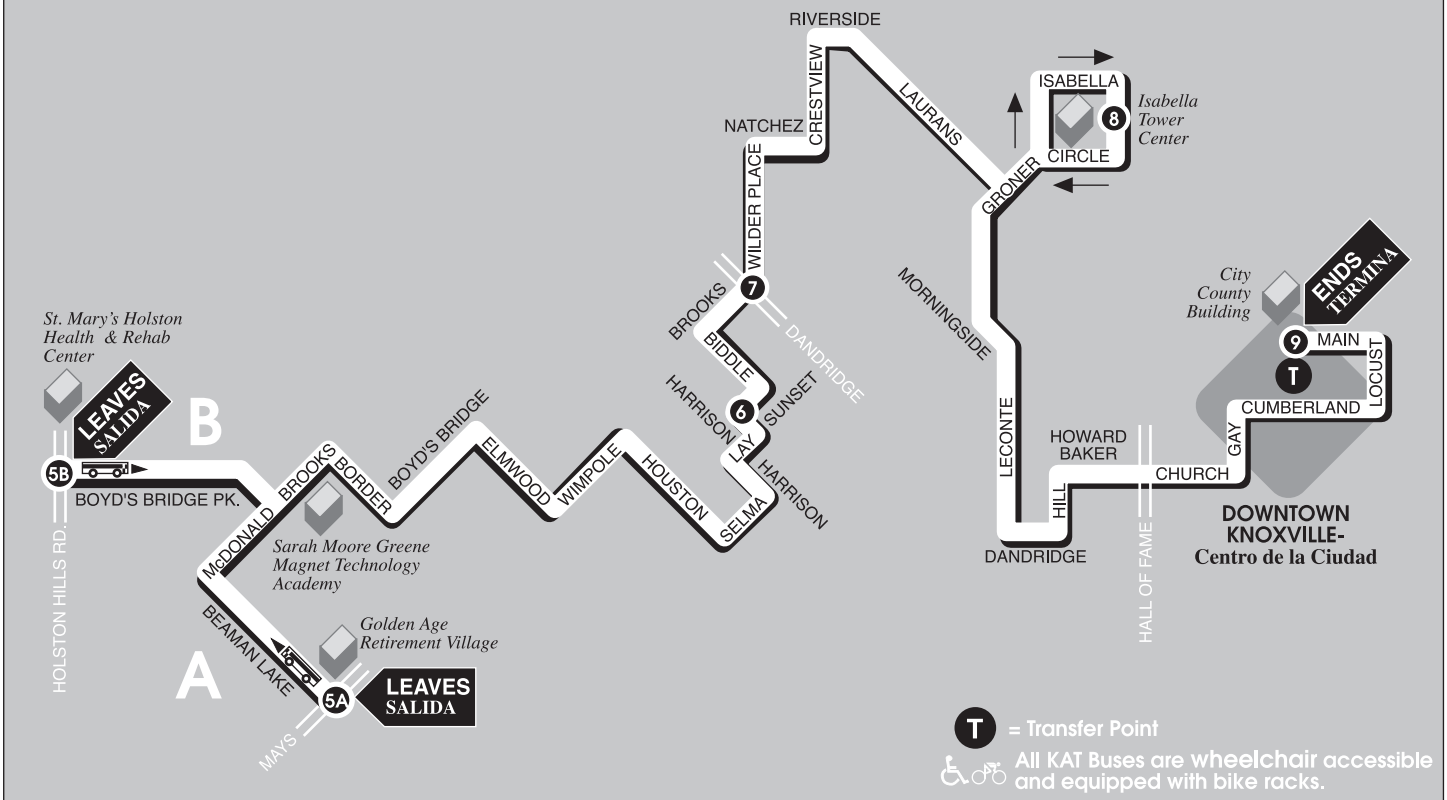 RIVERSIDE
CRESTVIEW
LAURANS
NATCHEZ
WILDER PLACE
ISABELLA
CIRCLE
8
Isabella
Tower
Center
GRONER
MORNINGSIDE
LECONTE
DANDRIDGE
HILL
HOWARD
BAKER
HALL OF FAME
CHURCH
GAY
CUMBERLAND
LOCUST
MAIN
9
T
City
County
Building
ENDS
TERMINA
DOWNTOWN
KNOXVILLE-
Centro de la Ciudad
7
DANDRIDGE
BROOKS
BIDDLE
SUNSET
6
HARRISON
LAY
HARRISON
SELMA
HOUSTON
WIMPOLE
ELMWOOD
BOYD'S BRIDGE
BORDER
BROOKS
McDONALD
Sarah Moore Greene
Magnet Technology
Academy
St. Mary's Holston
Health & Rehab
Center
LEAVES
SALIDA
B
5B
BOYD'S BRIDGE PK.
HOLSTON HILLS RD.
BEAMAN LAKE
A
Golden Age
Retirement Village
5A
LEAVES
SALIDA
MAYS
T = Transfer Point
All KAT Buses are wheelchair accessible
and equipped with bike racks.